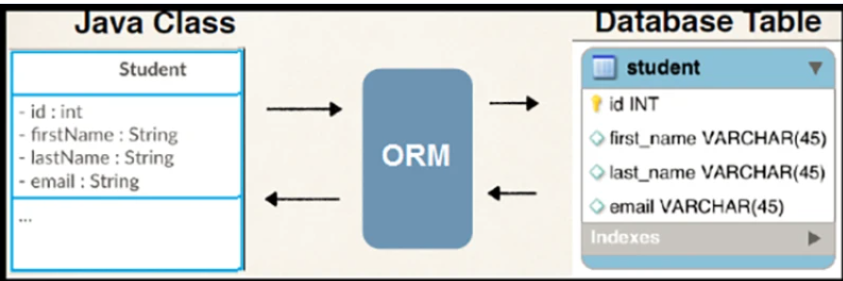 Java Class
Student
- id : int
- firstName : String
- lastName : String
- email : String
...
ORM
Database Table
student
id INT
first_name VARCHAR(45)
last_name VARCHAR(45)
email VARCHAR(45)
Indexes